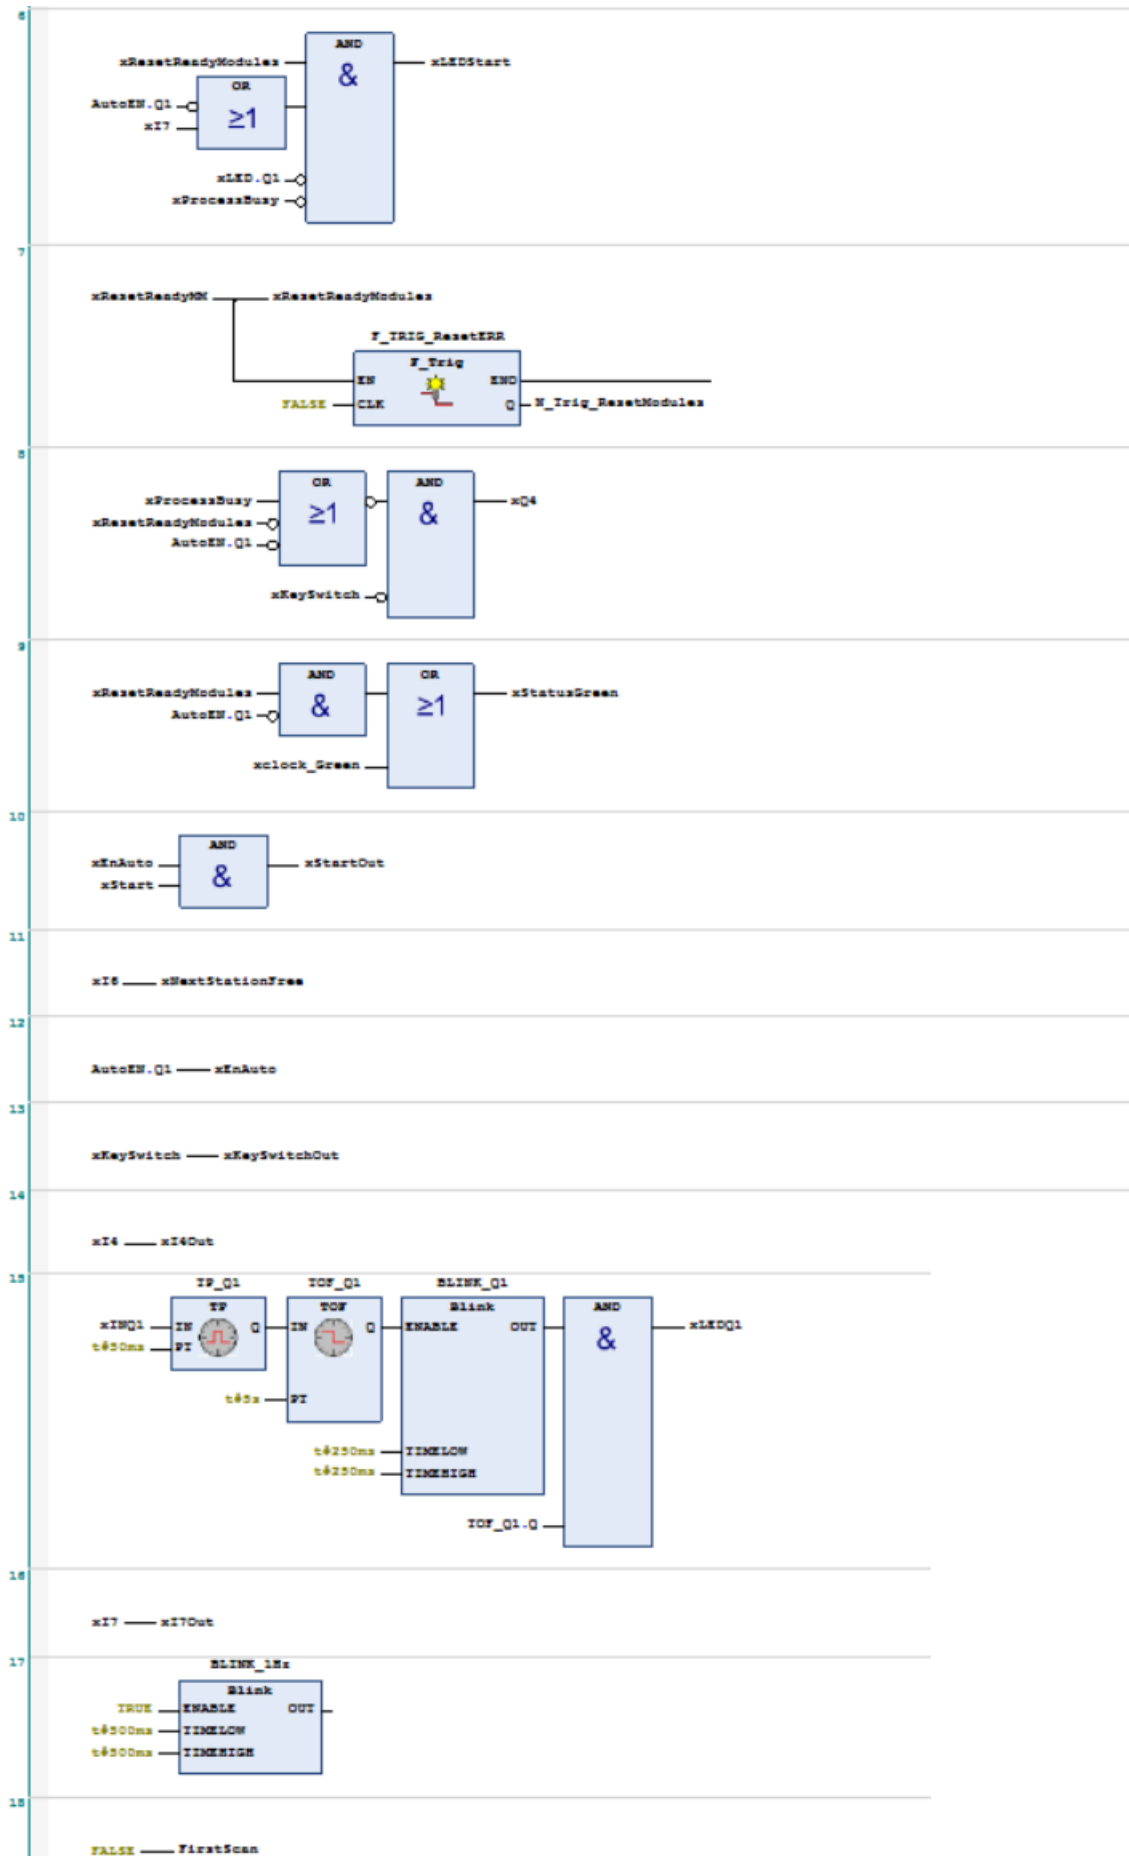 6
AND
xResetReadyModules
&
xLEDStart
OR
AutoEN.Q1
≥1
xI7
xLED.Q1
xProcessBusy
7
xResetReadyMM
xResetReadyModules
F_TRIG_ResetERR
F_Trig
EN
ENO
FALSE
CLK
Q
N_Trig_ResetModules
8
OR
AND
xProcessBusy
≥1
&
xQ4
xResetReadyModules
AutoEN.Q1
xKeySwitch
9
AND
OR
xResetReadyModules
&
≥1
xStatusGreen
AutoEN.Q1
xclock_Green
10
AND
xEnAuto
&
xStartOut
xStart
11
xI6
xNextStationFree
12
AutoEN.Q1
xEnAuto
13
xKeySwitch
xKeySwitchOut
14
xI4
xI4Out
15
TP_Q1
TOF_Q1
BLINK_Q1
TP
TOF
Blink
AND
xINQ1
IN
Q
IN
Q
ENABLE
OUT
&
xLEDQ1
t#50ms
PT
t#5s
PT
t#250ms
TIMELOW
t#250ms
TIMEHIGH
TOF_Q1.Q
16
xI7
xI7Out
17
BLINK_1Hz
Blink
TRUE
ENABLE
OUT
t#500ms
TIMELOW
t#500ms
TIMEHIGH
18
FALSE
FirstScan